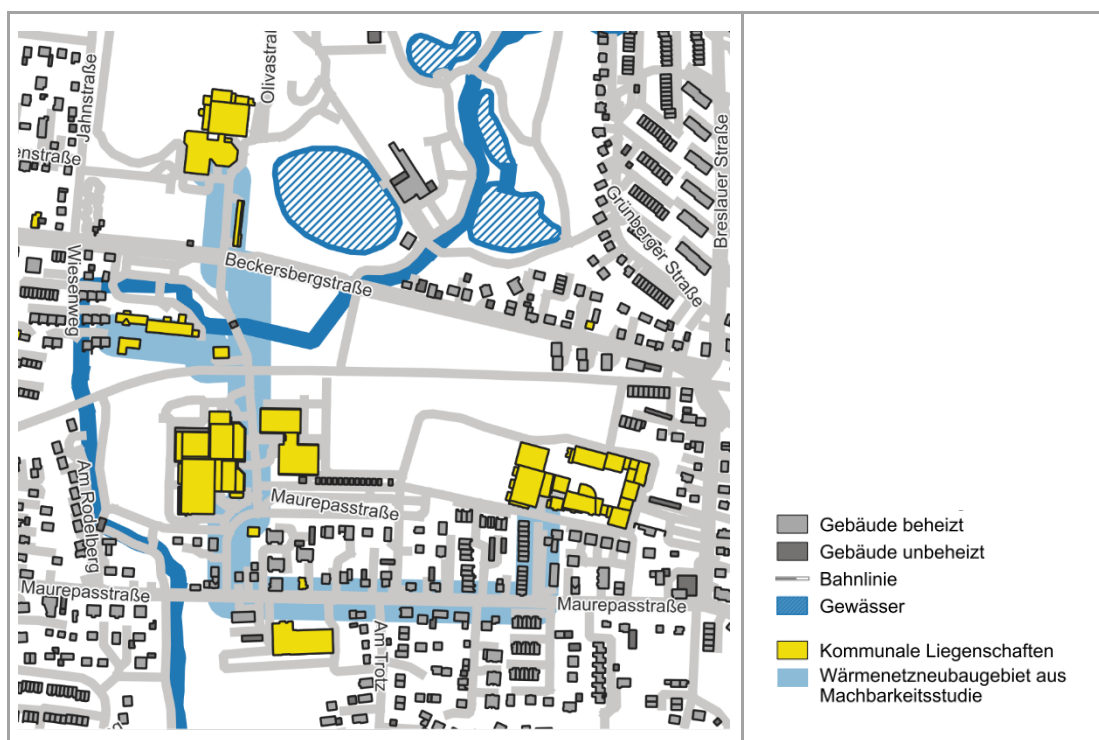 Jahnstraße
Olivastraß
enstraße
Breslauer Straße
Grünberger Straße
Wiesenweg
Beckersbergstraße
Am Rodelberg
Maurepasstraße
Maurepasstraße
Maurepasstraße
Am Trotz
Gebäude beheizt
Gebäude unbeheizt
Bahnlinie
Gewässer
Kommunale Liegenschaften
Wärmenetzneubaugebiet aus
Machbarkeitsstudie